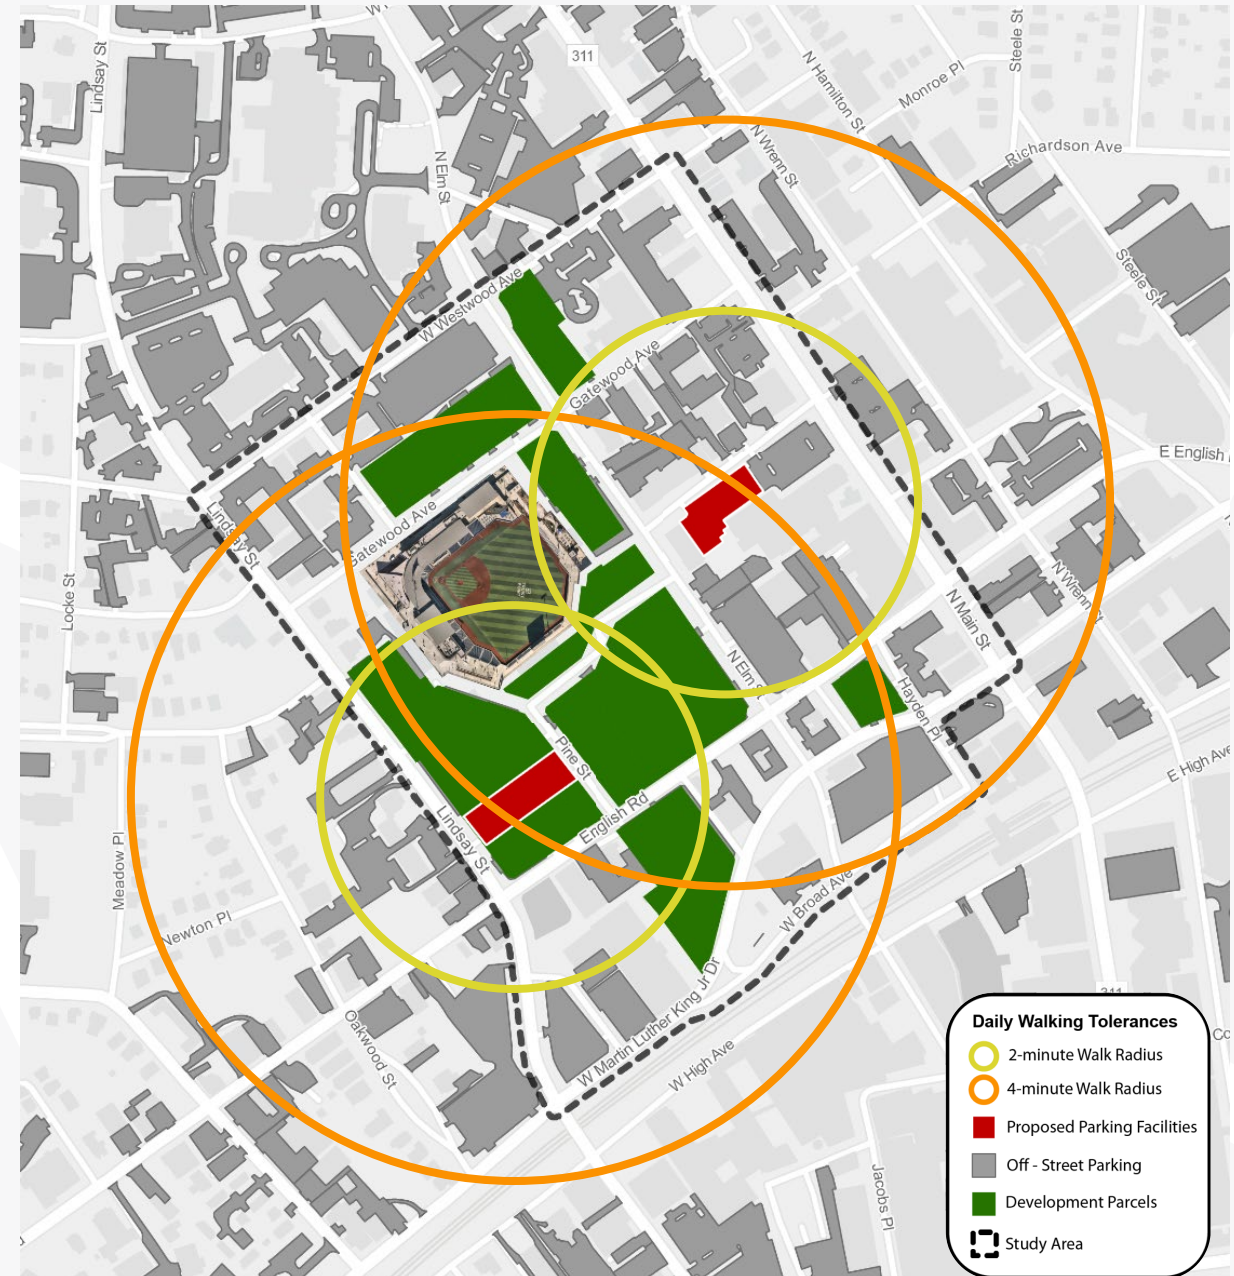 311
Lindsay St
N Elm St
N Hamilton St
Monroe Pl
Steele St
N Wrenn St
Richardson Ave
Steele St
W Westwood Ave
Gatewood Ave
E English
Lindsay St
Gatewood Ave
Locke St
N Wrenn St
N Main St
N Elm St
Hayden Pl
Pine St
E High Ave
English Rd
Lindsay St
Meadow Pl
Newton Pl
W Broad Ave
Oakwood St
W Martin Luther King Jr Dr
W High Ave
311
Jacobs Pl
Daily Walking Tolerances
2-minute Walk Radius
4-minute Walk Radius
Proposed Parking Facilities
Off - Street Parking
Development Parcels
Study Area